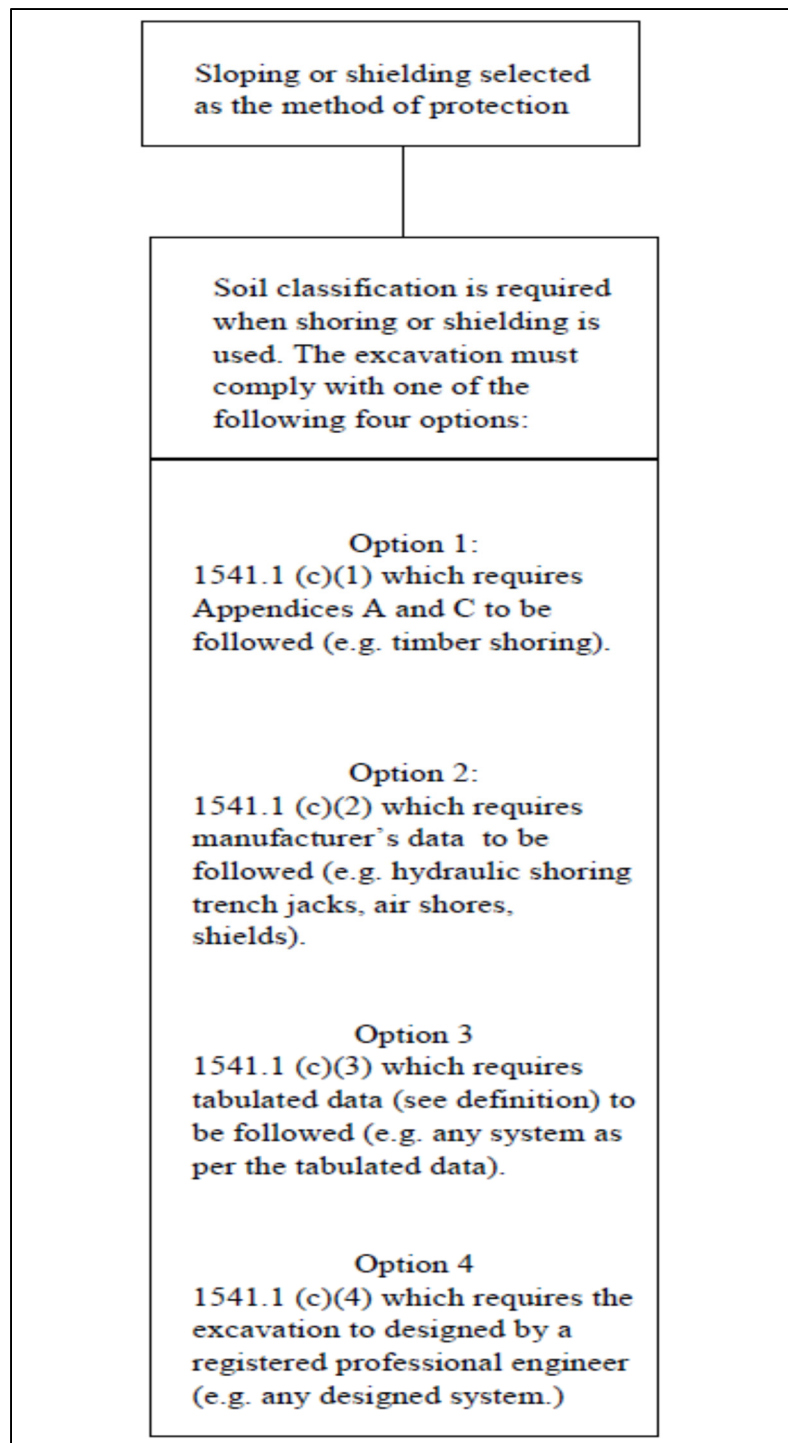 Sloping or shielding selected
as the method of protection
Soil classification is required
when shoring or shielding is
used. The excavation must
comply with one of the
following four options:
Option 1:
1541.1 (c)(1) which requires
Appendices A and C to be
followed (e.g. timber shoring).
Option 2:
1541.1 (c)(2) which requires
manufacturer’s data to be
followed (e.g. hydraulic shoring
trench jacks, air shores,
shields).
Option 3
1541.1 (c)(3) which requires
tabulated data (see definition) to
be followed (e.g. any system as
per the tabulated data).
Option 4
1541.1 (c)(4) which requires the
excavation to designed by a
registered professional engineer
(e.g. any designed system.)